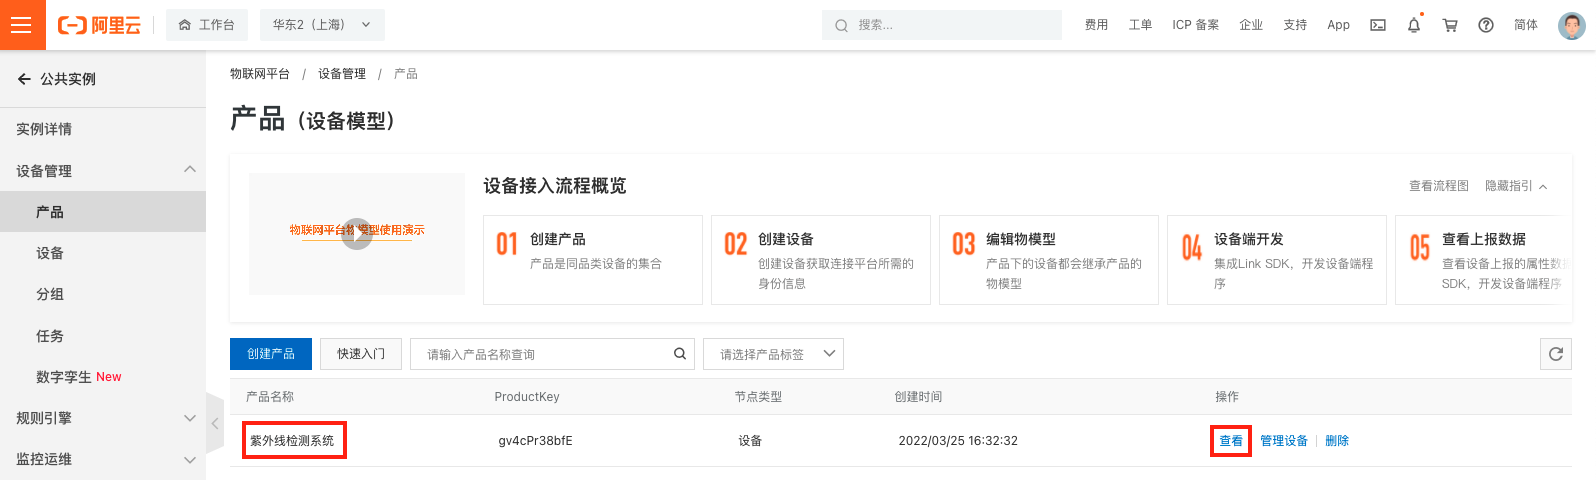 阿里云 工作台 华东2（上海） 搜索... 费用 工单 ICP 备案 企业 支持 App 简体
公共实例
实例详情
设备管理
产品
设备
分组
任务
数字孪生 New
规则引擎
监控运维
物联网平台 / 设备管理 / 产品
产品（设备模型）
物联网平台物模型使用演示
设备接入流程概览
查看流程图 隐藏指引
01 创建产品
产品是同品类设备的集合
02 创建设备
创建设备获取连接平台所需的
身份信息
03 编辑物模型
产品下的设备都会继承产品的
物模型
04 设备端开发
集成Link SDK，开发设备端程
序
05 查看上报数据
查看设备上报的属性数据
SDK，开发设备端程序
创建产品 快速入门 请输入产品名称查询 请选择产品标签
产品名称 ProductKey 节点类型 创建时间 操作
紫外线检测系统 gv4cPr38bfE 设备 2022/03/25 16:32:32 查看 管理设备 | 删除